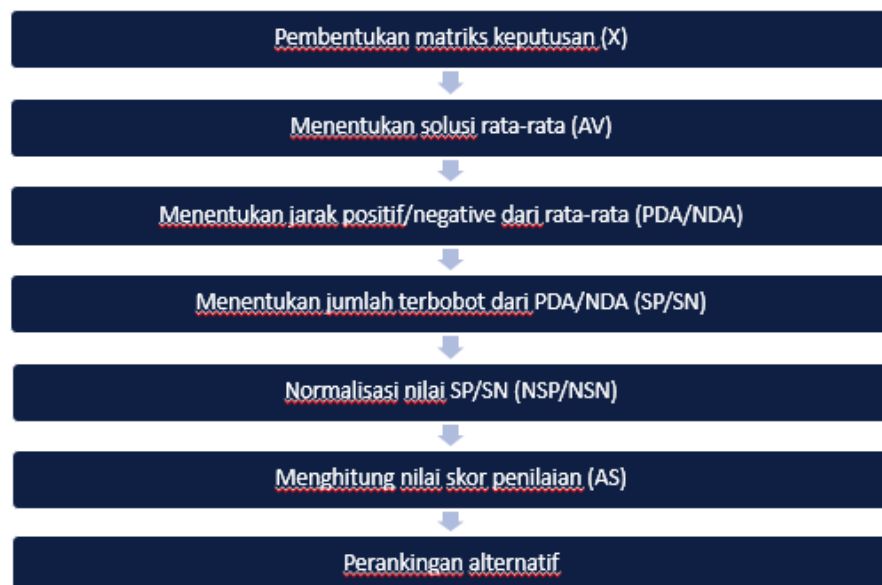 Pembentukan matriks keputusan (X)
Menentukan solusi rata-rata (AV)
Menentukan jarak positif/negative dari rata-rata (PDA/NDA)
Menentukan jumlah terbobot dari PDA/NDA (SP/SN)
Normalisasi nilai SP/SN (NSP/NSN)
Menghitung nilai skor penilaian (AS)
Perankingan alternatif